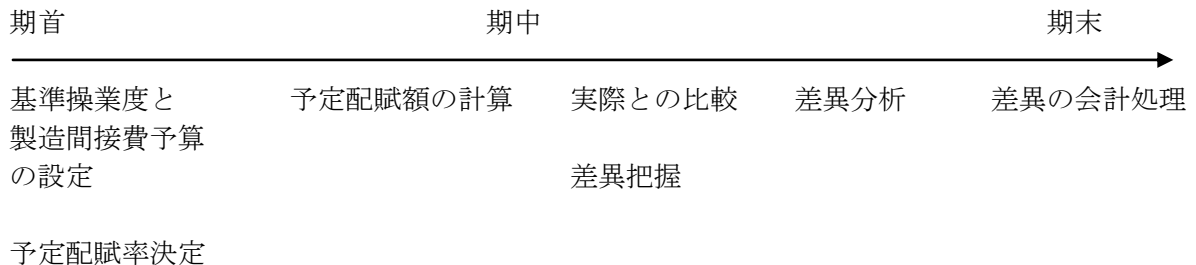 期首 期中 期末
基準操業度と 予定配賦額の計算 実際との比較 差異分析 差異の会計処理
製造間接費予算
の設定 差異把握
予定配賦率決定